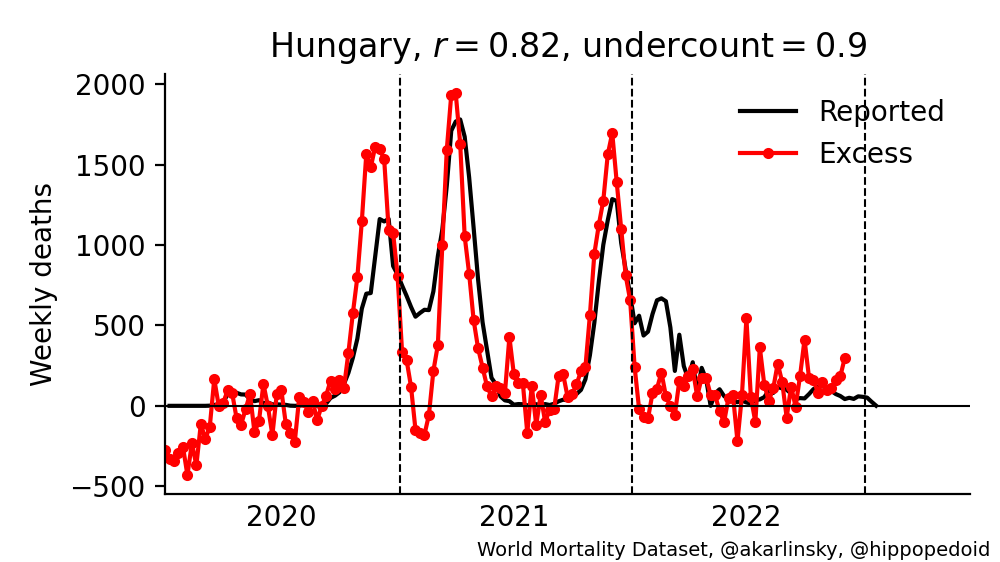 Hungary, r = 0.82, undercount = 0.9
2000
1500
1000
500
0
−500
Weekly deaths
Reported
Excess
2020 2021 2022
World Mortality Dataset, @akarlinsky, @hippopedoid